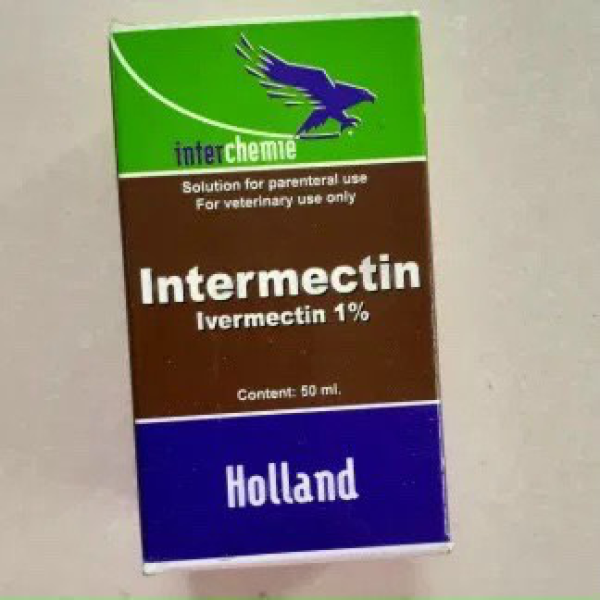 interchemie
Solution for parenteral use
For veterinary use only
Intermectin
Ivermectin 1%
Content: 50 ml.
Holland